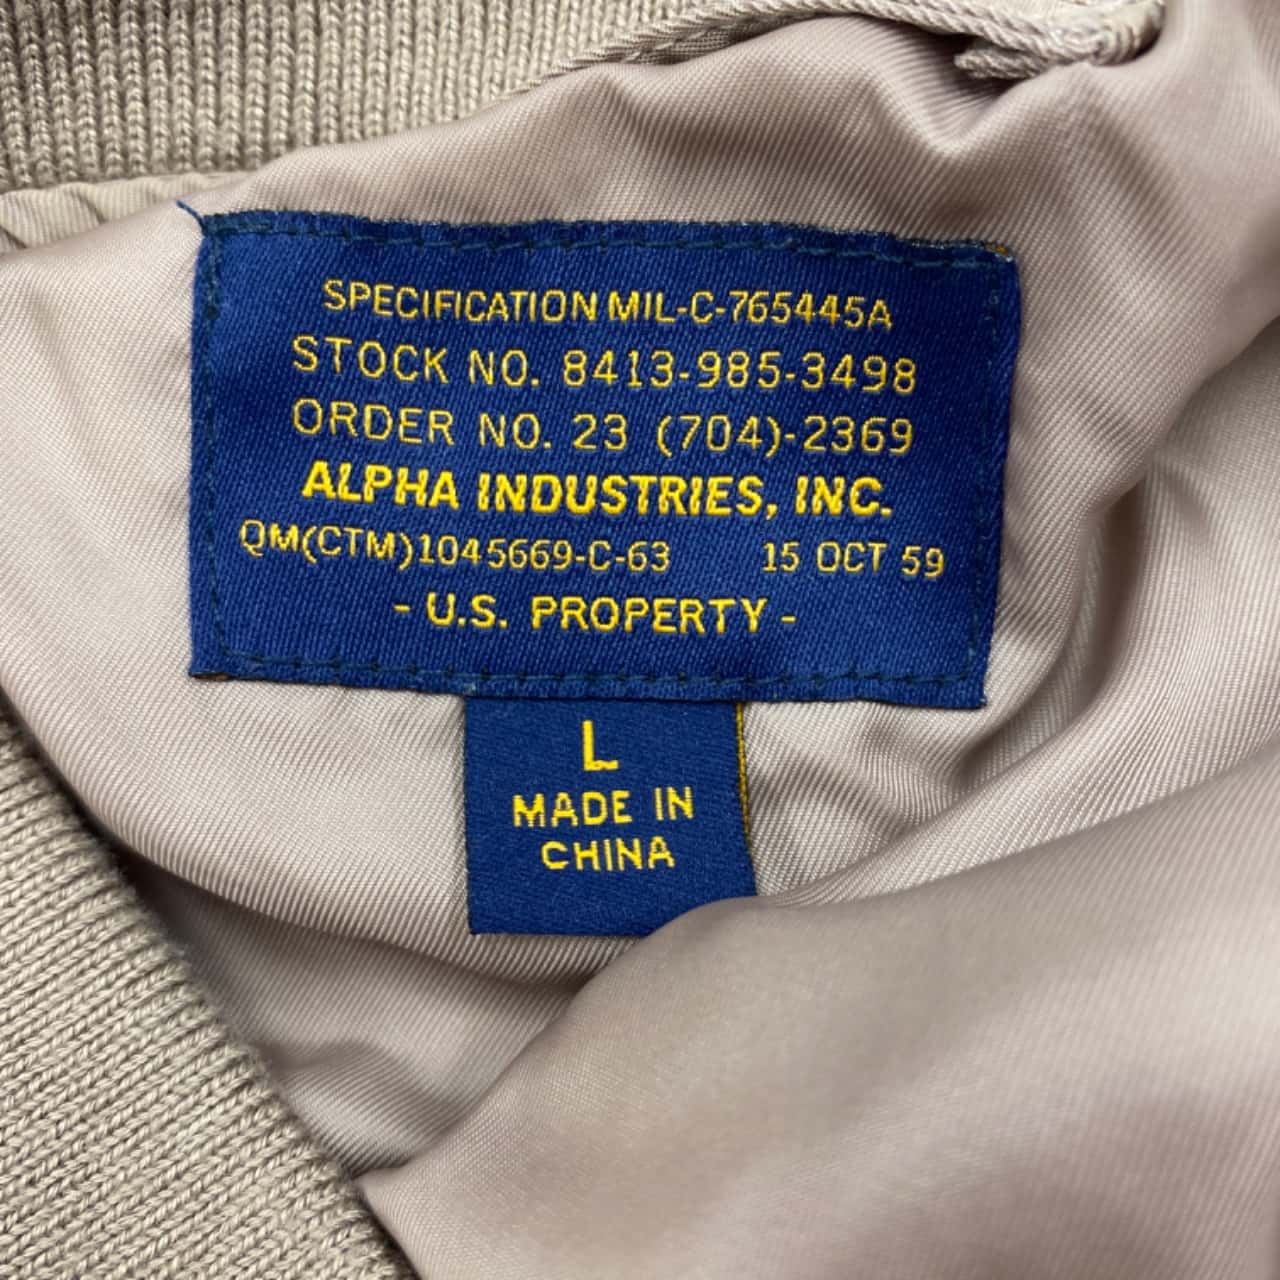 SPECIFICATION MIL-C-765445A
STOCK NO. 8413-985-3498
ORDER NO. 23 (704)-2369
ALPHA INDUSTRIES, INC.
QM(CTM)1045669-C-63 15 OCT 59
- U.S. PROPERTY -
L
MADE IN
CHINA